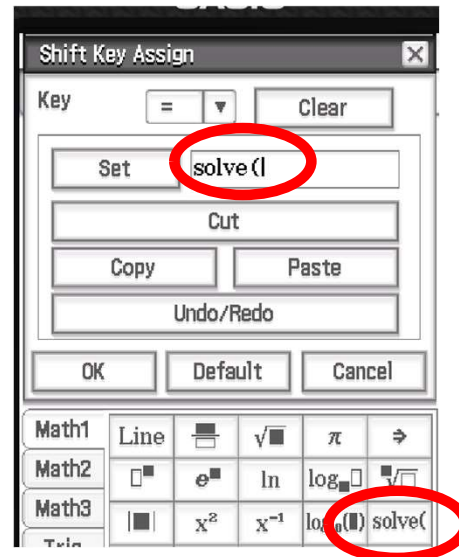 Shift Key Assign
Key = ▼ Clear
Set solve(
Cut
Copy Paste
Undo/Redo
OK Default Cancel
Math1 Line √■ π ⇒
Math2 □■ e■ ln log■□ ■√□
Math3 |■| x² x⁻¹ solve(